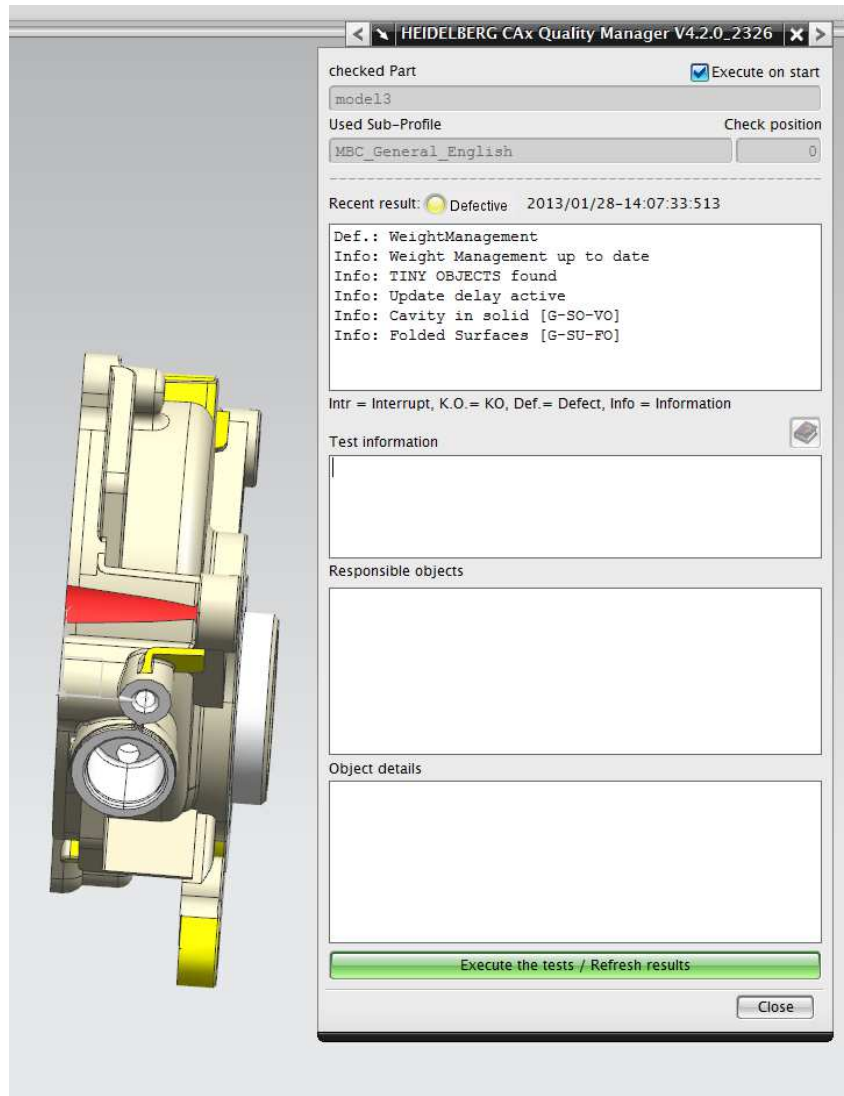 HEIDELBERG CAx Quality Manager V4.2.0_2326
checked Part Execute on start
model3
Used Sub-Profile Check position
MBC_General_English 0
Recent result: Defective 2013/01/28-14:07:33:513
Def.: WeightManagement
Info: Weight Management up to date
Info: TINY OBJECTS found
Info: Update delay active
Info: Cavity in solid [G-SO-VO]
Info: Folded Surfaces [G-SU-FO]
Intr = Interrupt, K.O.= KO, Def.= Defect, Info = Information
Test information
Responsible objects
Object details
Execute the tests / Refresh results
Close